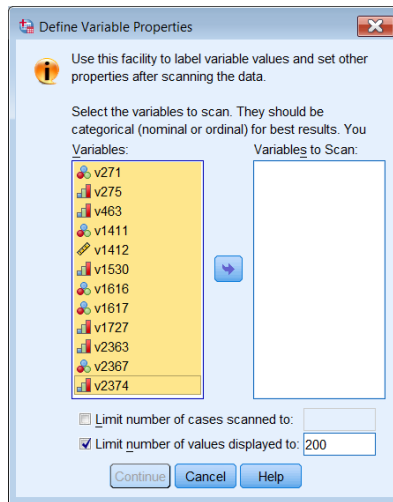 Define Variable Properties
Use this facility to label variable values and set other
properties after scanning the data.
Select the variables to scan. They should be
categorical (nominal or ordinal) for best results. You
Variables: Variables to Scan:
v271
v275
v463
v1411
v1412
v1530
v1616
v1617
v1727
v2363
v2367
v2374
Limit number of cases scanned to:
Limit number of values displayed to: 200
Continue Cancel Help